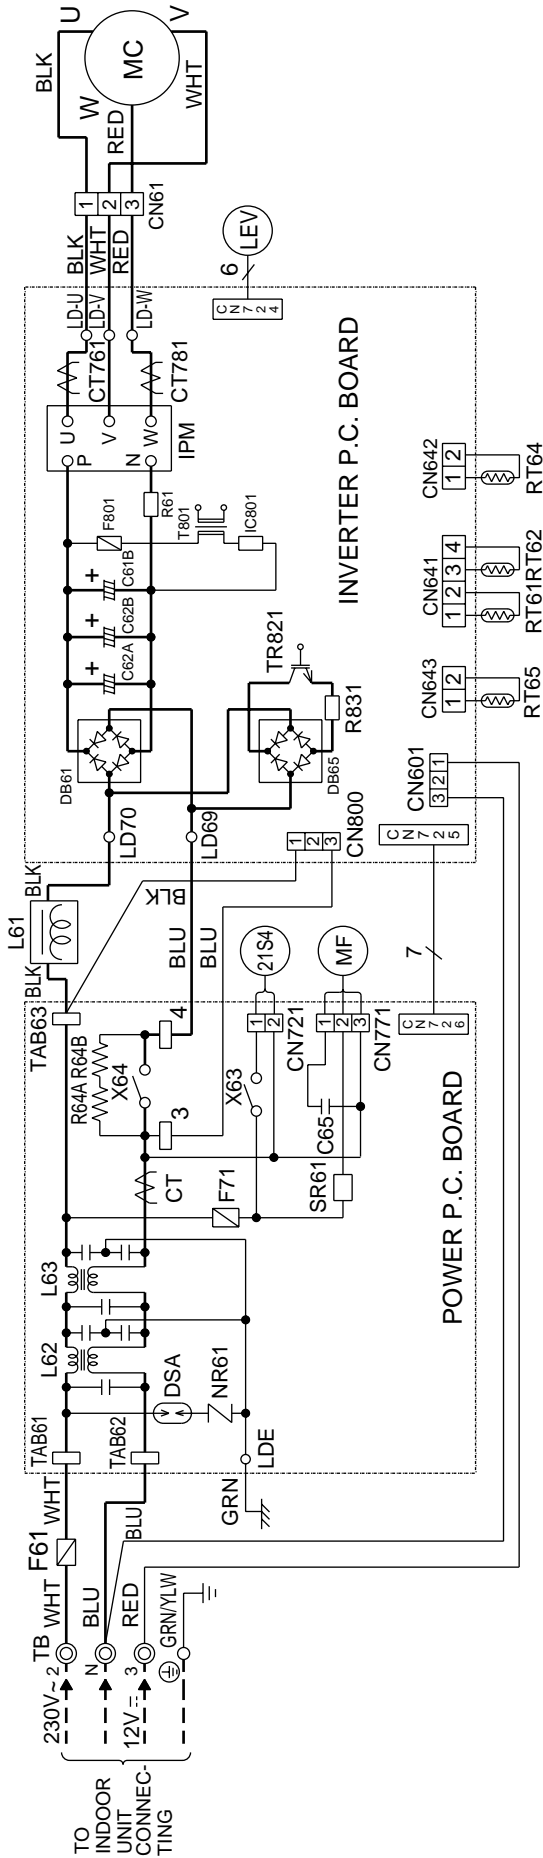 TO
INDOOR
UNIT
CONNEC-
TING
230V ~
12V ⎓
TB
2
N
3
WHT
F61
WHT
BLU
BLU
RED
GRN/YLW
TAB61
TAB62
L62
L63
DSA
NR61
LDE
GRN
CT
F71
R64A R64B
X64
3
4
TAB63
X63
C65
SR61
1
2
CN721
21S4
1
2
3
CN771
MF
CN726
POWER P.C. BOARD
7
BLK
L61
BLK
BLK
BLU
BLU
LD70
LD69
1
2
3
CN800
CN725
3 2 1
CN601
DB61
DB65
R831
TR821
+
+
+
C62A
C62B
C61B
F801
T801
IC801
R61
P
N
U
V
W
IPM
CT761
CT781
LD-U
LD-V
LD-W
INVERTER P.C. BOARD
CN724
6
LEV
CN643
1 2
RT65
CN641
1 2 3 4
RT61 RT62
CN642
1 2
RT64
BLK
WHT
RED
1
2
3
CN61
BLK
RED
WHT
U
V
W
MC